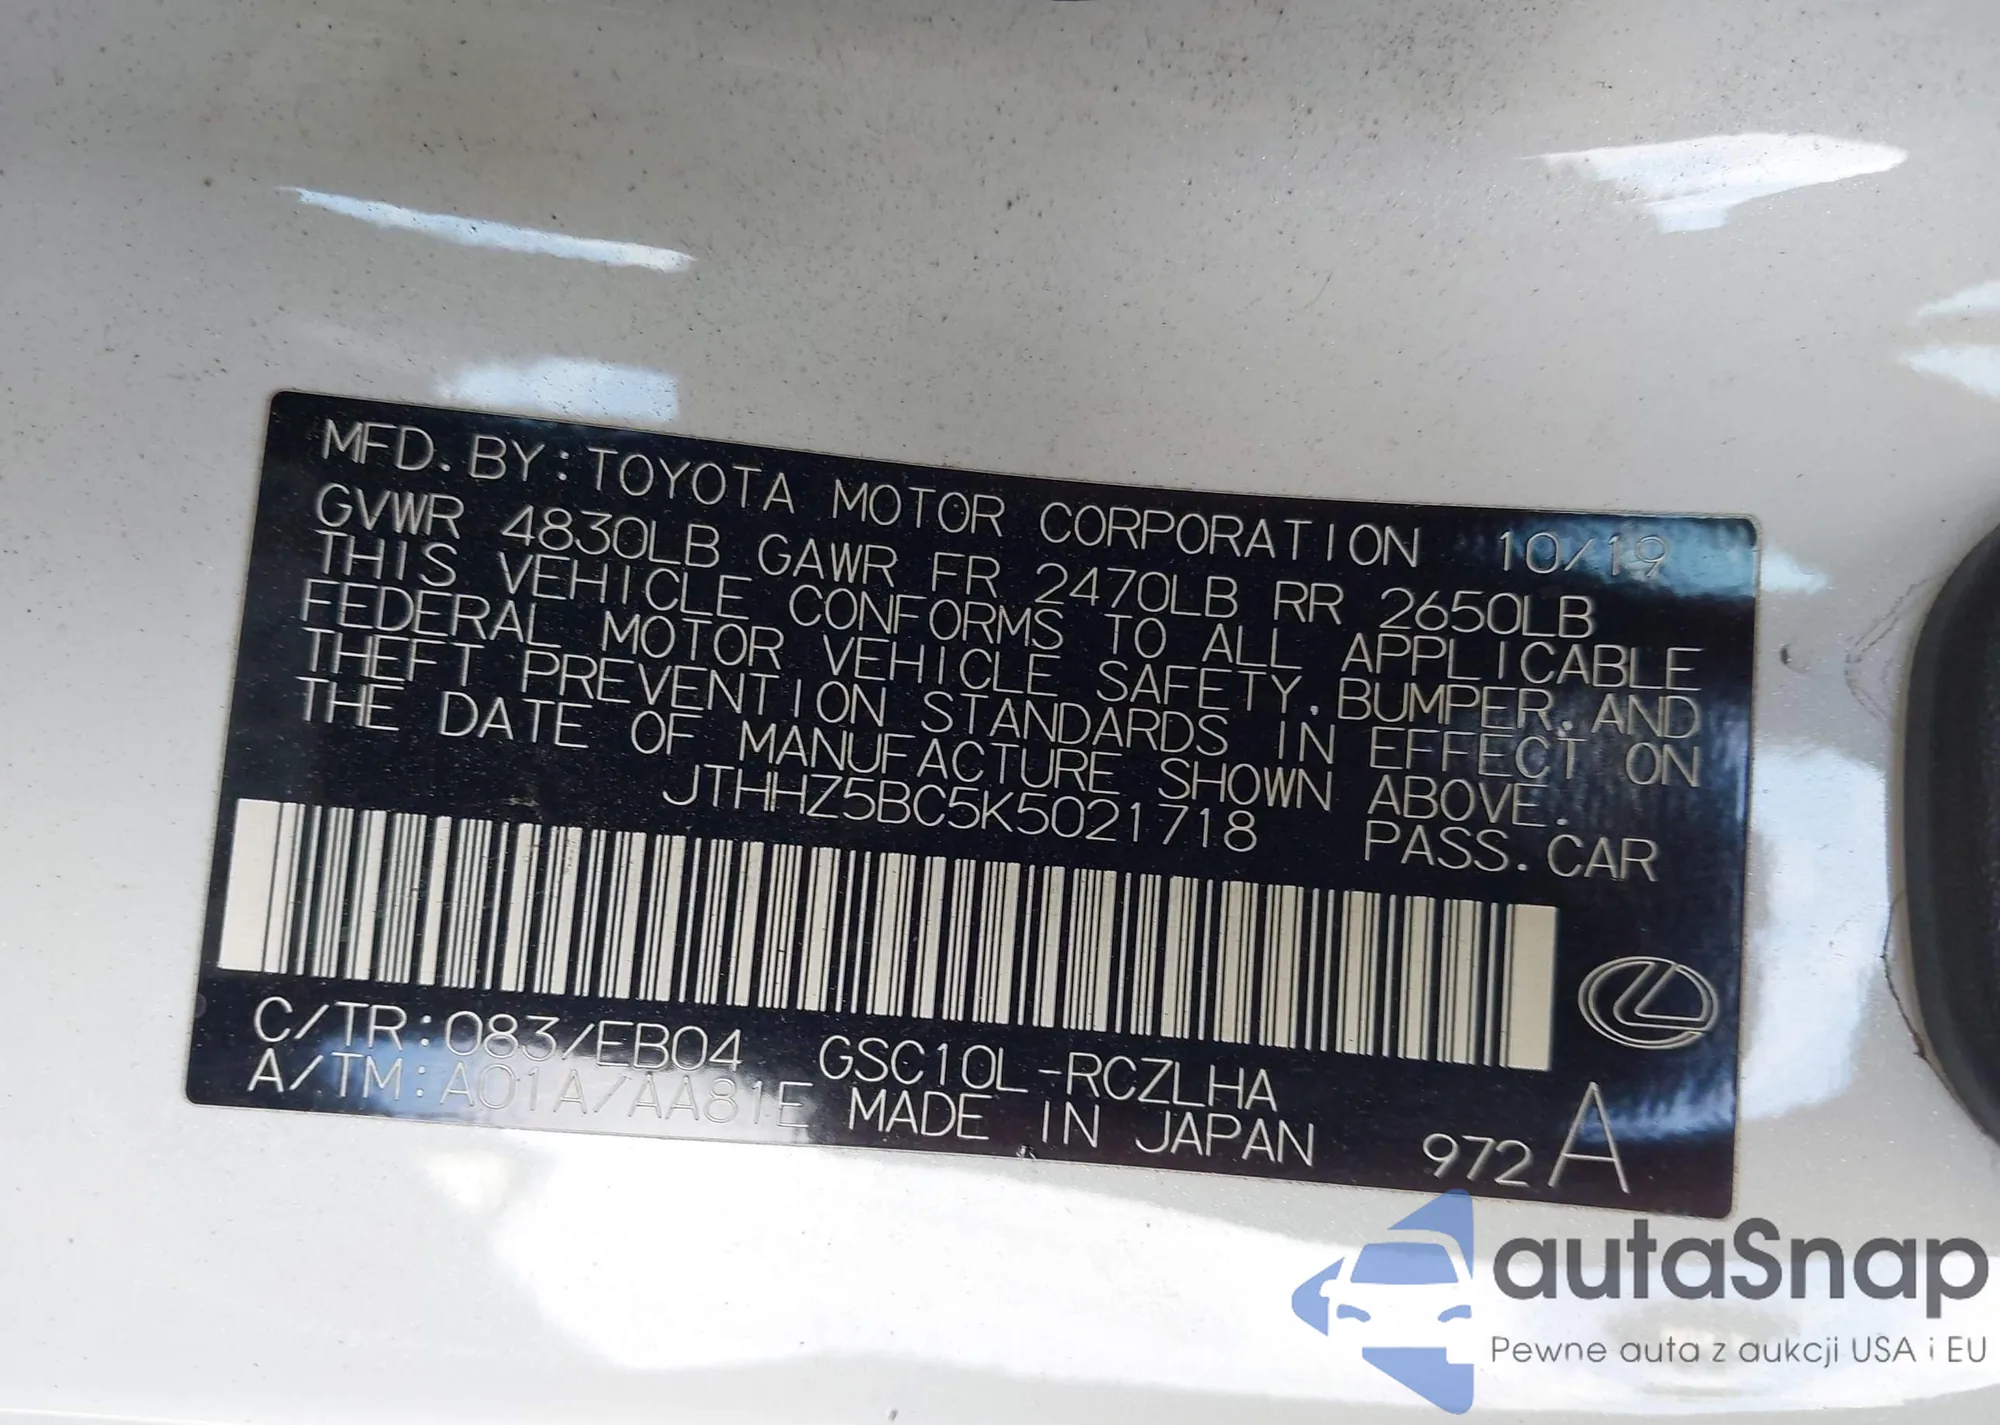 MFD. BY: TOYOTA MOTOR CORPORATION 10/19
GVWR 4830LB GAWR FR 2470LB RR 2650LB
THIS VEHICLE CONFORMS TO ALL APPLICABLE
FEDERAL MOTOR VEHICLE SAFETY, BUMPER, AND
THEFT PREVENTION STANDARDS IN EFFECT ON
THE DATE OF MANUFACTURE SHOWN ABOVE.
JTHHZ5BC5K5021718 PASS. CAR
C/TR: 083/EB04 GSC10L-RCZLHA
A/TM: A01A/AA81E MADE IN JAPAN 972 A
autaSnap
Pewne auta z aukcji USA i EU